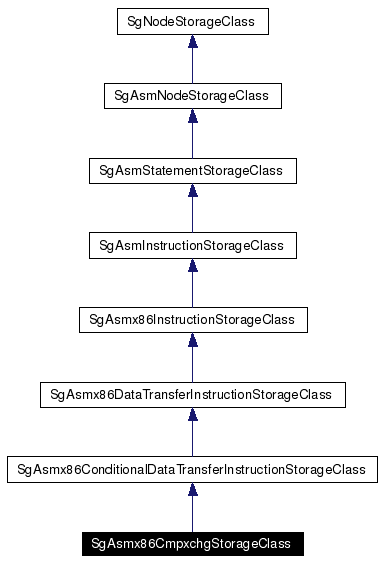 SgNodeStorageClass
SgAsmNodeStorageClass
SgAsmStatementStorageClass
SgAsmInstructionStorageClass
SgAsmx86InstructionStorageClass
SgAsmx86DataTransferInstructionStorageClass
SgAsmx86ConditionalDataTransferInstructionStorageClass
SgAsmx86CmpxchgStorageClass